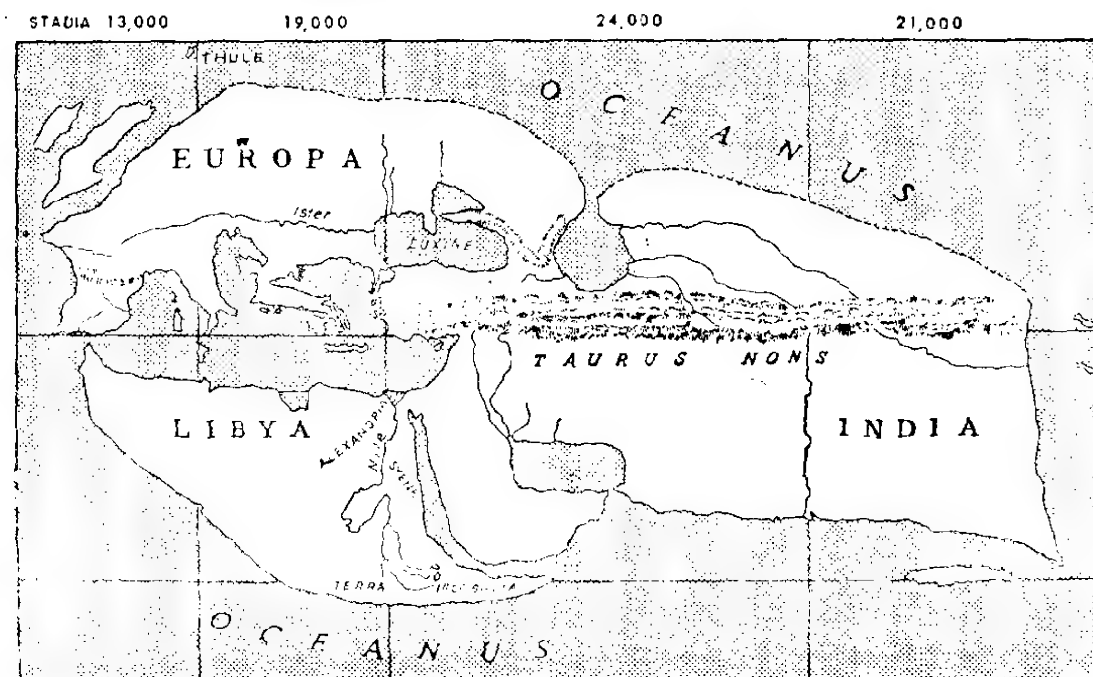 STADIA 13,000 19,000 24,000 21,000
THULE
OCEANUS
EUROPA
Ister
EUXINE
TAURUS NONS
LIBYA
INDIA
ALEXANDRIA
Nile
SYENE
TERRA
OCEANUS